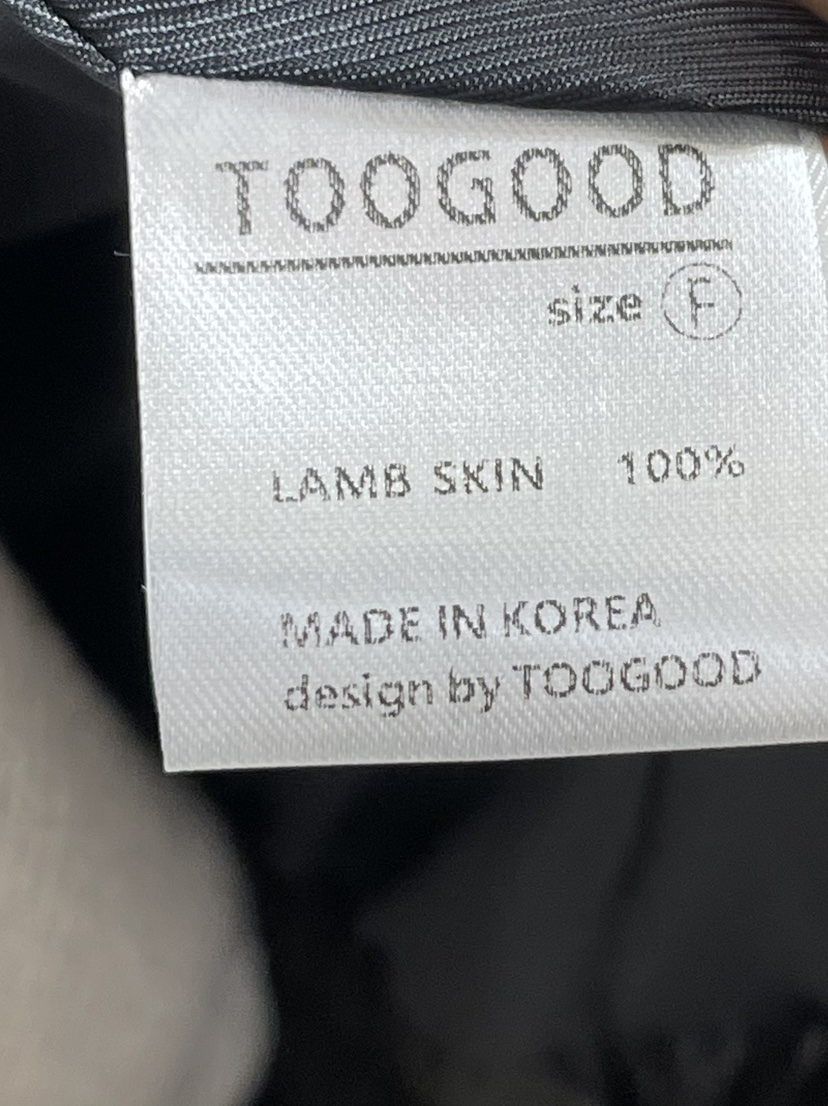 TOOGOOD
size F
LAMB SKIN 100%
MADE IN KOREA
design by TOOGOOD